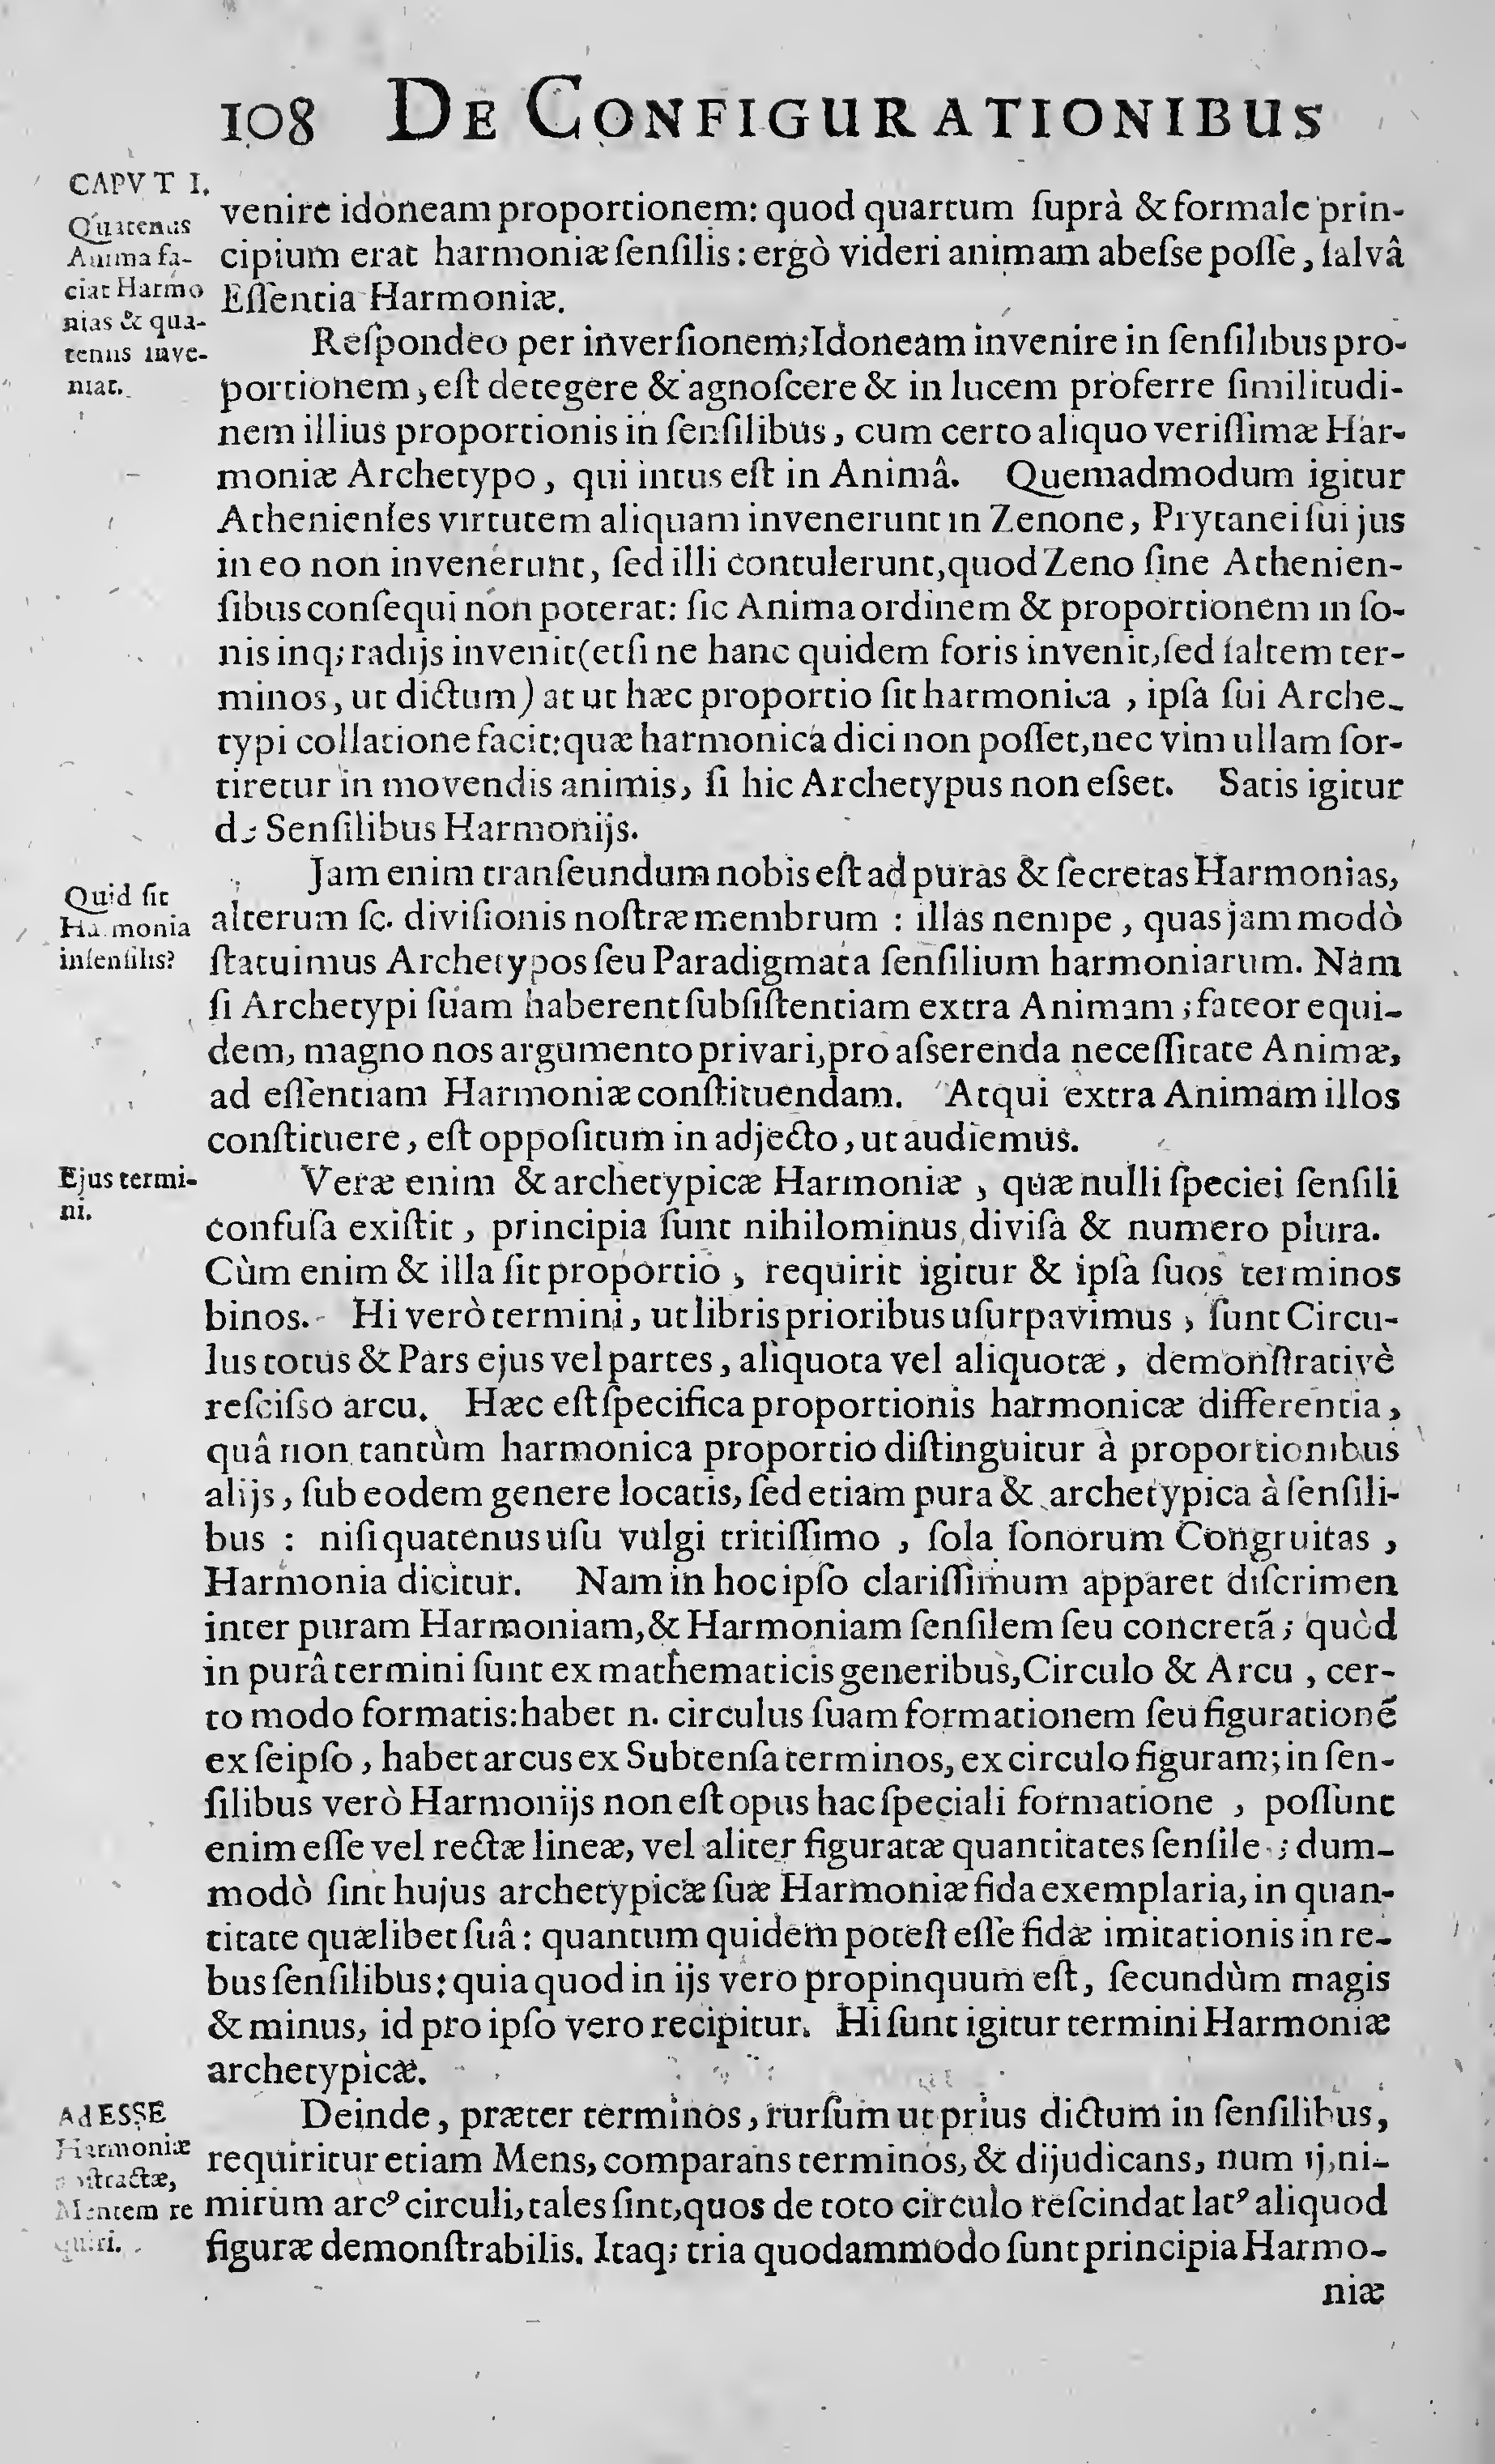 108 DE CONFIGURATIONIBUS
CAPVT I.
Quatenus
Anima fa-
ciat Harmo
nias & qua-
tenus inve-
niat.
venire idoneam proportionem: quod quartum ſuprà & formale prin-
cipium erat harmoniæ ſenſilis: ergò videri animam abeſse poſſe, ſalvâ
Eſſentia Harmoniæ.
Reſpondeo per inverſionem; Idoneam invenire in ſenſilibus pro-
portionem, eſt detegere & agnoſcere & in lucem proferre ſimilitudi-
nem illius proportionis in ſenſilibus, cum certo aliquo veriſſimæ Har-
moniæ Archetypo, qui intus eſt in Animâ. Quemadmodum igitur
Athenienſes virtutem aliquam invenerunt in Zenone, Prytanei ſui jus
in eo non invenerunt, ſed illi contulerunt, quod Zeno ſine Athenien-
ſibus conſequi non poterat: ſic Anima ordinem & proportionem in ſo-
nis inq; radijs invenit (etſi ne hanc quidem foris invenit, ſed ſaltem ter-
minos, ut dictum) at ut hæc proportio ſit harmonica, ipſa ſui Arche-
typi collatione facit: quæ harmonica dici non poſſet, nec vim ullam ſor-
tiretur in movendis animis, ſi hic Archetypus non eſset. Satis igitur
de Senſilibus Harmonijs.
Quid ſit
Harmonia
inſenſilis?
Jam enim tranſeundum nobis eſt ad puras & ſecretas Harmonias,
alterum ſc. diviſionis noſtræ membrum : illas nempe, quas jam modò
ſtatuimus Archetypos ſeu Paradigmata ſenſilium harmoniarum. Nam
ſi Archetypi ſuam haberent ſubſiſtentiam extra Animam; fateor equi-
dem, magno nos argumento privari, pro aſserenda neceſſitate Animæ,
ad eſſentiam Harmoniæ conſtituendam. Atqui extra Animam illos
conſtituere, eſt oppoſitum in adjecto, ut audiemus.
Ejus termi-
ni.
Veræ enim & archetypicæ Harmoniæ, quæ nulli ſpeciei ſenſili
confuſa exiſtit, principia ſunt nihilominus diviſa & numero plura.
Cùm enim & illa ſit proportio, requirit igitur & ipſa ſuos terminos
binos. Hi verò termini, ut libris prioribus uſurpavimus, ſunt Circu-
lus totus & Pars ejus vel partes, aliquota vel aliquotæ, demonſtrativè
reſciſso arcu. Hæc eſt ſpecifica proportionis harmonicæ differentia,
quâ non tantùm harmonica proportio diſtinguitur à proportionibus
alijs, ſub eodem genere locatis, ſed etiam pura & archetypica à ſenſili-
bus : niſi quatenus uſu vulgi tritiſſimo, ſola ſonorum Congruitas,
Harmonia dicitur. Nam in hoc ipſo clariſſimum apparet diſcrimen
inter puram Harmoniam, & Harmoniam ſenſilem ſeu concretã; quòd
in purâ termini ſunt ex mathematicis generibus, Circulo & Arcu, cer-
to modo formatis: habet n. circulus ſuam formationem ſeu figurationẽ
ex ſeipſo, habet arcus ex Subtenſa terminos, ex circulo figuram; in ſen-
ſilibus verò Harmonijs non eſt opus hac ſpeciali formatione, poſſunt
enim eſſe vel rectæ lineæ, vel aliter figuratæ quantitates ſenſile ; dum-
modò ſint hujus archetypicæ ſuæ Harmoniæ fida exemplaria, in quan-
titate quælibet ſuâ: quantum quidem poteſt eſſe fidæ imitationis in re-
bus ſenſilibus: quia quod in ijs vero propinquum eſt, ſecundùm magis
& minus, id pro ipſo vero recipitur. Hi ſunt igitur termini Harmoniæ
archetypicæ.
Ad ESSE
Harmoniæ
abſtractæ,
Mentem re
quiri.
Deinde, præter terminos, rurſum ut prius dictum in ſenſilibus,
requiritur etiam Mens, comparans terminos, & dijudicans, num ij, ni-
mirum arcꝰ circuli, tales ſint, quos de toto circulo reſcindat latꝰ aliquod
figuræ demonſtrabilis. Itaq; tria quodammodo ſunt principia Harmo-
niæ